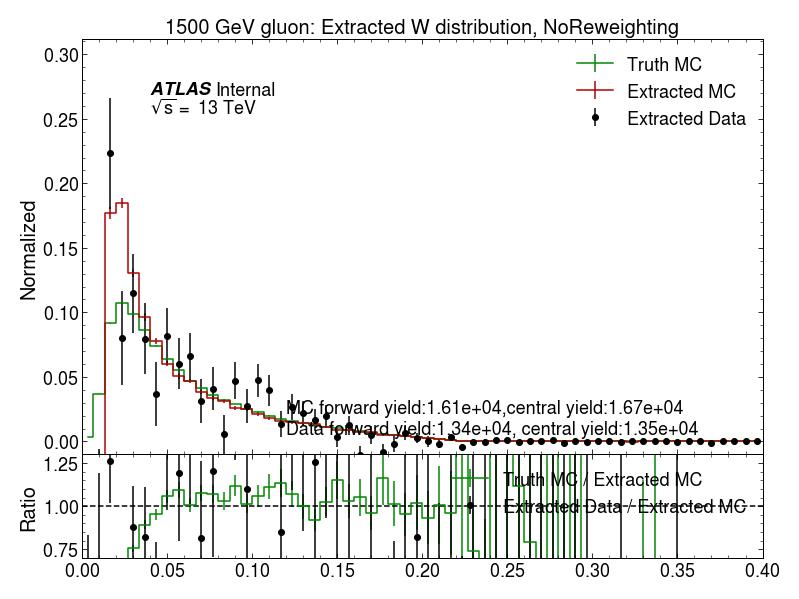 1500 GeV gluon: Extracted W distribution, NoReweighting
ATLAS Internal
√s = 13 TeV
Truth MC
Extracted MC
Extracted Data
Normalized
0.30
0.25
0.20
0.15
0.10
0.05
0.00
MC forward yield:1.61e+04,central yield:1.67e+04
Data forward yield:1.34e+04, central yield:1.35e+04
Ratio
1.25
1.00
0.75
Truth MC / Extracted MC
Extracted Data / Extracted MC
0.00 0.05 0.10 0.15 0.20 0.25 0.30 0.35 0.40